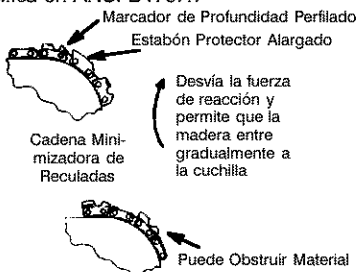 Marcador de Profundidad Perfilado
Estabón Protector Alargado
Desvía la fuerza
de reacción y
permite que la
madera entre
gradualmente a
la cuchilla
Cadena Mini-
mizadora de
Reculadas
Puede Obstruir Material